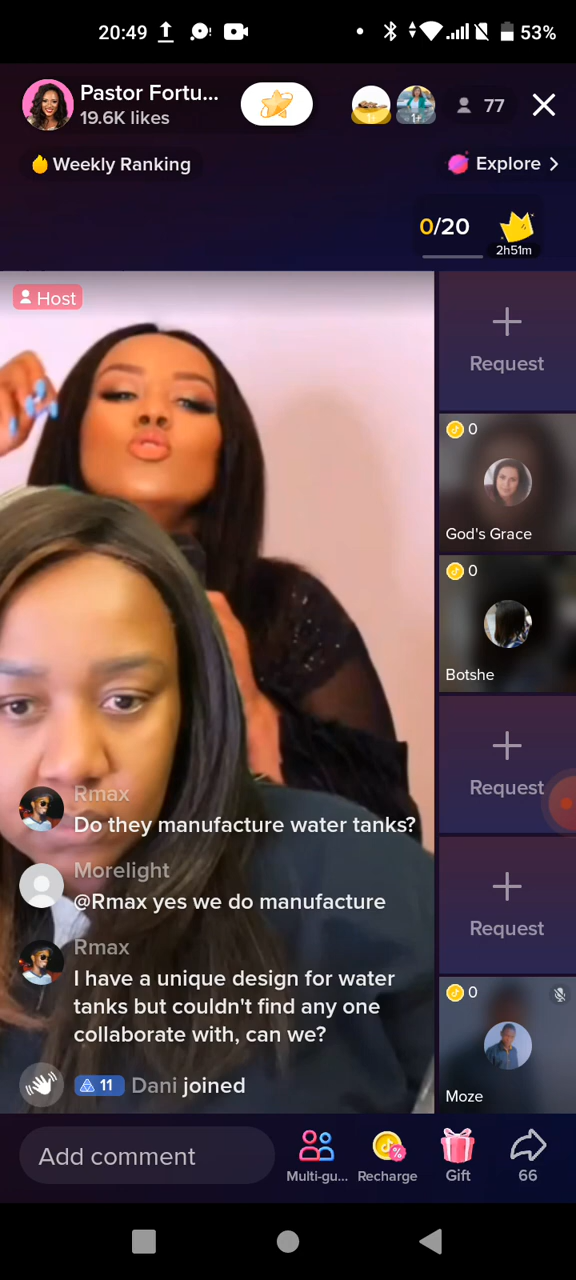 20:49
53%
Pastor Fortu...
19.6K likes
77
Weekly Ranking
Explore >
0/20
2h51m
Host
Request
0
God's Grace
0
Botshe
Request
Request
0
Moze
Rmax
Do they manufacture water tanks?
Morelight
@Rmax yes we do manufacture
Rmax
I have a unique design for water
tanks but couldn't find any one
collaborate with, can we?
11 Dani joined
Add comment
Multi-gu...
Recharge
Gift
66